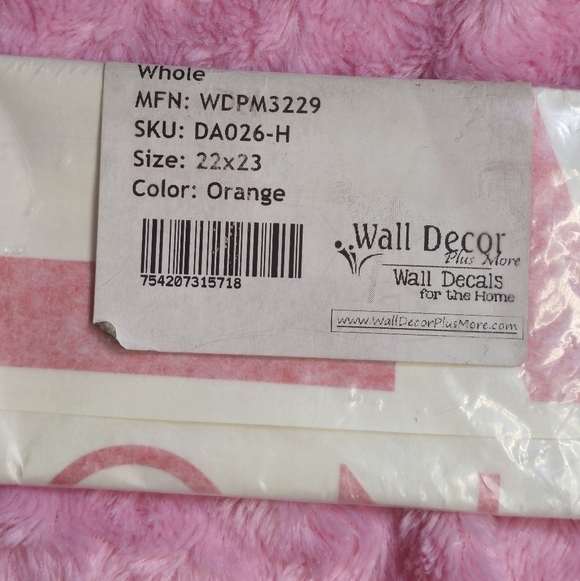 Whole
MFN: WDPM3229
SKU: DA026-H
Size: 22x23
Color: Orange
754207315718
Wall Decor
Plus More
Wall Decals
for the Home
www.WallDecorPlusMore.com